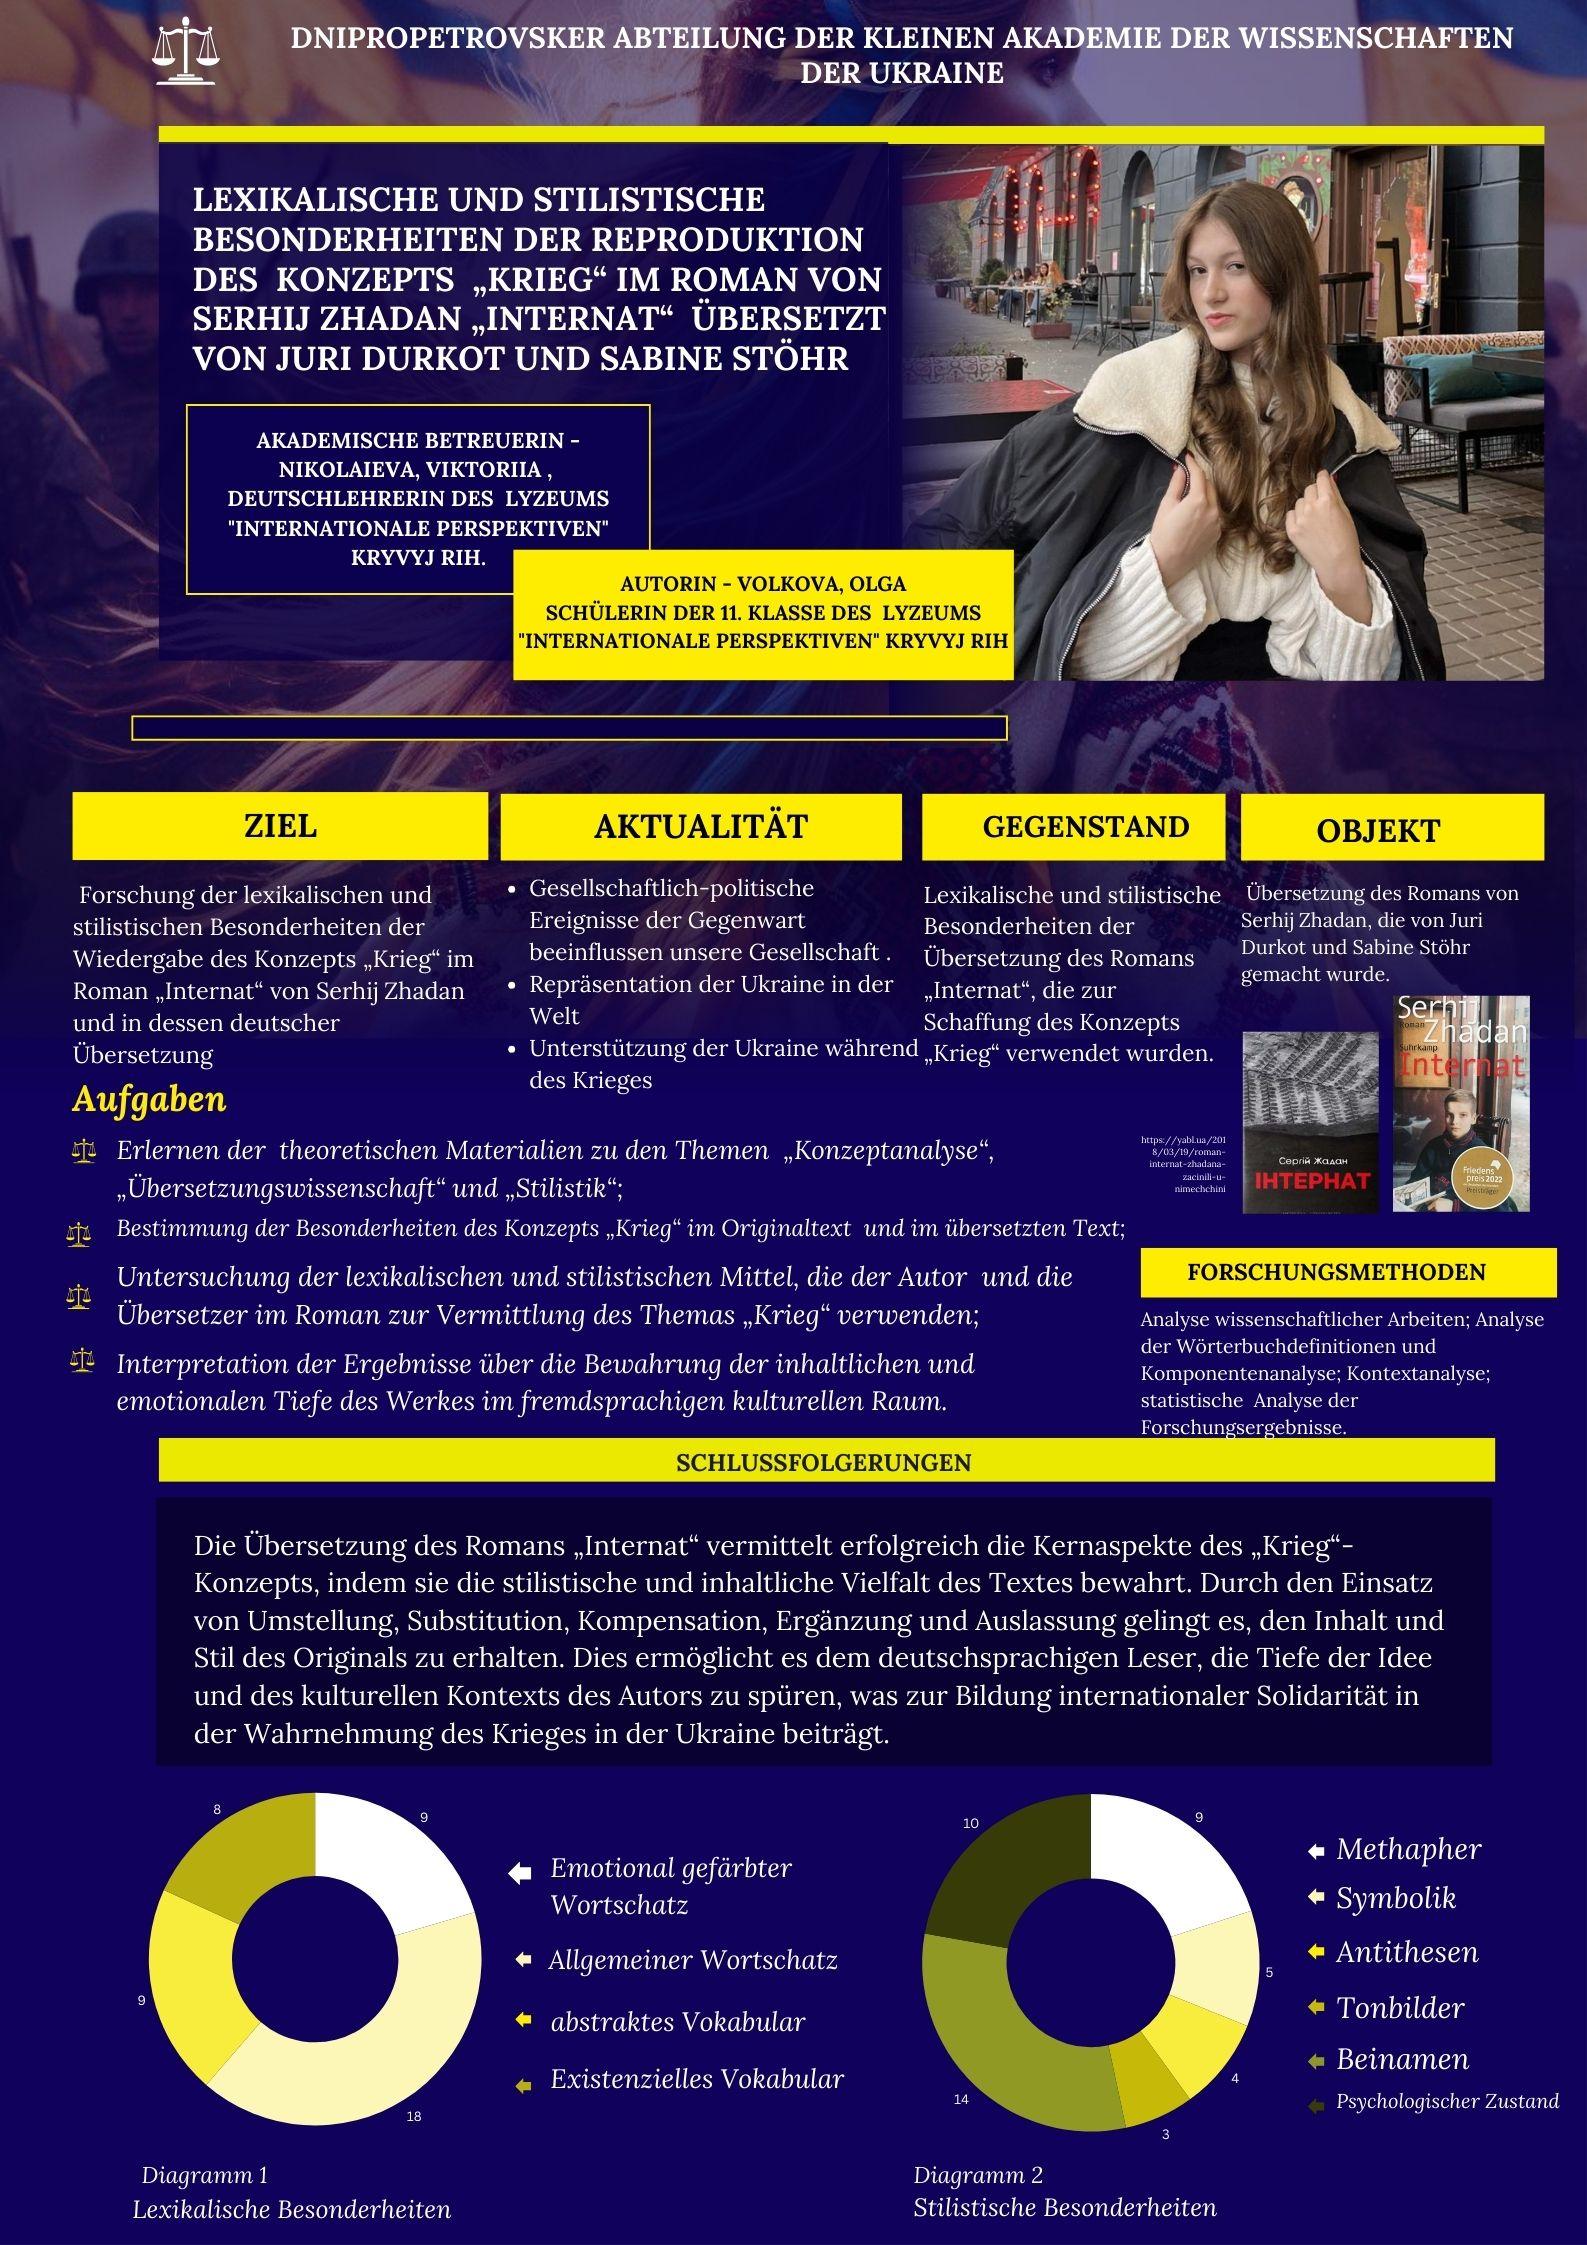 DNIPROPETROVSKER ABTEILUNG DER KLEINEN AKADEMIE DER WISSENSCHAFTEN
DER UKRAINE
LEXIKALISCHE UND STILISTISCHE
BESONDERHEITEN DER REPRODUKTION
DES KONZEPTS „KRIEG“ IM ROMAN VON
SERHIJ ZHADAN „INTERNAT“ ÜBERSETZT
VON JURI DURKOT UND SABINE STÖHR
AKADEMISCHE BETREUERIN -
NIKOLAIEVA, VIKTORIIA ,
DEUTSCHLEHRERIN DES LYZEUMS
"INTERNATIONALE PERSPEKTIVEN"
KRYVYJ RIH.
AUTORIN - VOLKOVA, OLGA
SCHÜLERIN DER 11. KLASSE DES LYZEUMS
"INTERNATIONALE PERSPEKTIVEN" KRYVYJ RIH
ZIEL
Forschung der lexikalischen und
stilistischen Besonderheiten der
Wiedergabe des Konzepts „Krieg“ im
Roman „Internat“ von Serhij Zhadan
und in dessen deutscher
Übersetzung
AKTUALITÄT
• Gesellschaftlich-politische
Ereignisse der Gegenwart
beeinflussen unsere Gesellschaft .
• Repräsentation der Ukraine in der
Welt
• Unterstützung der Ukraine während
des Krieges
GEGENSTAND
Lexikalische und stilistische
Besonderheiten der
Übersetzung des Romans
„Internat“, die zur
Schaffung des Konzepts
„Krieg“ verwendet wurden.
OBJEKT
Übersetzung des Romans von
Serhij Zhadan, die von Juri
Durkot und Sabine Stöhr
gemacht wurde.
https://yabl.ua/201
8/03/19/roman-
internat-zhadana-
zacinili-u-
nimechchini
Сергій Жадан
ІНТЕРНАТ
Serhij
Roman
Zhadan
Suhrkamp
Internat
Friedens
preis 2022
Preisträger
Aufgaben
Erlernen der theoretischen Materialien zu den Themen „Konzeptanalyse“,
„Übersetzungswissenschaft“ und „Stilistik“;
Bestimmung der Besonderheiten des Konzepts „Krieg“ im Originaltext und im übersetzten Text;
Untersuchung der lexikalischen und stilistischen Mittel, die der Autor und die
Übersetzer im Roman zur Vermittlung des Themas „Krieg“ verwenden;
Interpretation der Ergebnisse über die Bewahrung der inhaltlichen und
emotionalen Tiefe des Werkes im fremdsprachigen kulturellen Raum.
FORSCHUNGSMETHODEN
Analyse wissenschaftlicher Arbeiten; Analyse
der Wörterbuchdefinitionen und
Komponentenanalyse; Kontextanalyse;
statistische Analyse der
Forschungsergebnisse.
SCHLUSSFOLGERUNGEN
Die Übersetzung des Romans „Internat“ vermittelt erfolgreich die Kernaspekte des „Krieg“-
Konzepts, indem sie die stilistische und inhaltliche Vielfalt des Textes bewahrt. Durch den Einsatz
von Umstellung, Substitution, Kompensation, Ergänzung und Auslassung gelingt es, den Inhalt und
Stil des Originals zu erhalten. Dies ermöglicht es dem deutschsprachigen Leser, die Tiefe der Idee
und des kulturellen Kontexts des Autors zu spüren, was zur Bildung internationaler Solidarität in
der Wahrnehmung des Krieges in der Ukraine beiträgt.
8
9
9
18
Emotional gefärbter
Wortschatz
Allgemeiner Wortschatz
abstraktes Vokabular
Existenzielles Vokabular
Diagramm 1
Lexikalische Besonderheiten
10
9
5
4
3
14
Methapher
Symbolik
Antithesen
Tonbilder
Beinamen
Psychologischer Zustand
Diagramm 2
Stilistische Besonderheiten